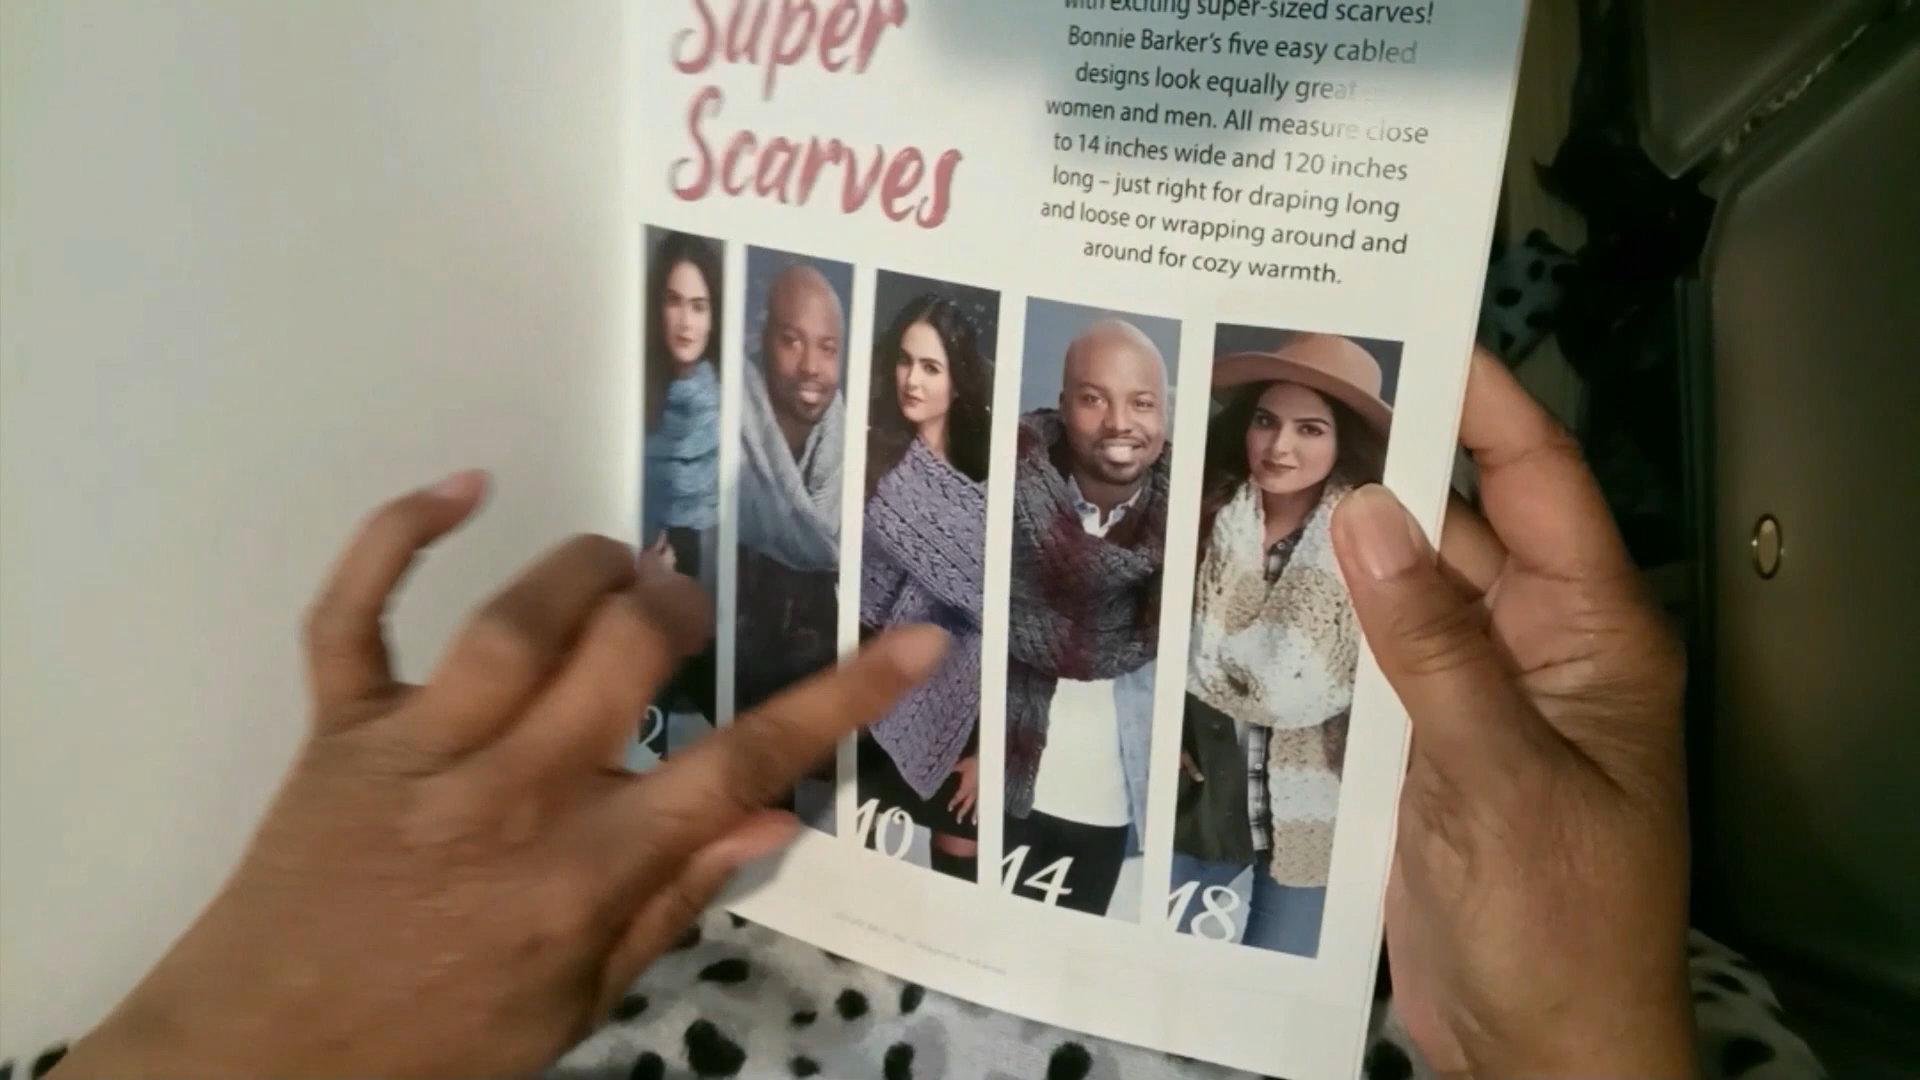 Super
Scarves
with exciting super-sized scarves!
Bonnie Barker's five easy cabled
designs look equally great
women and men. All measure close
to 14 inches wide and 120 inches
long – just right for draping long
and loose or wrapping around and
around for cozy warmth.
2
10
14
18